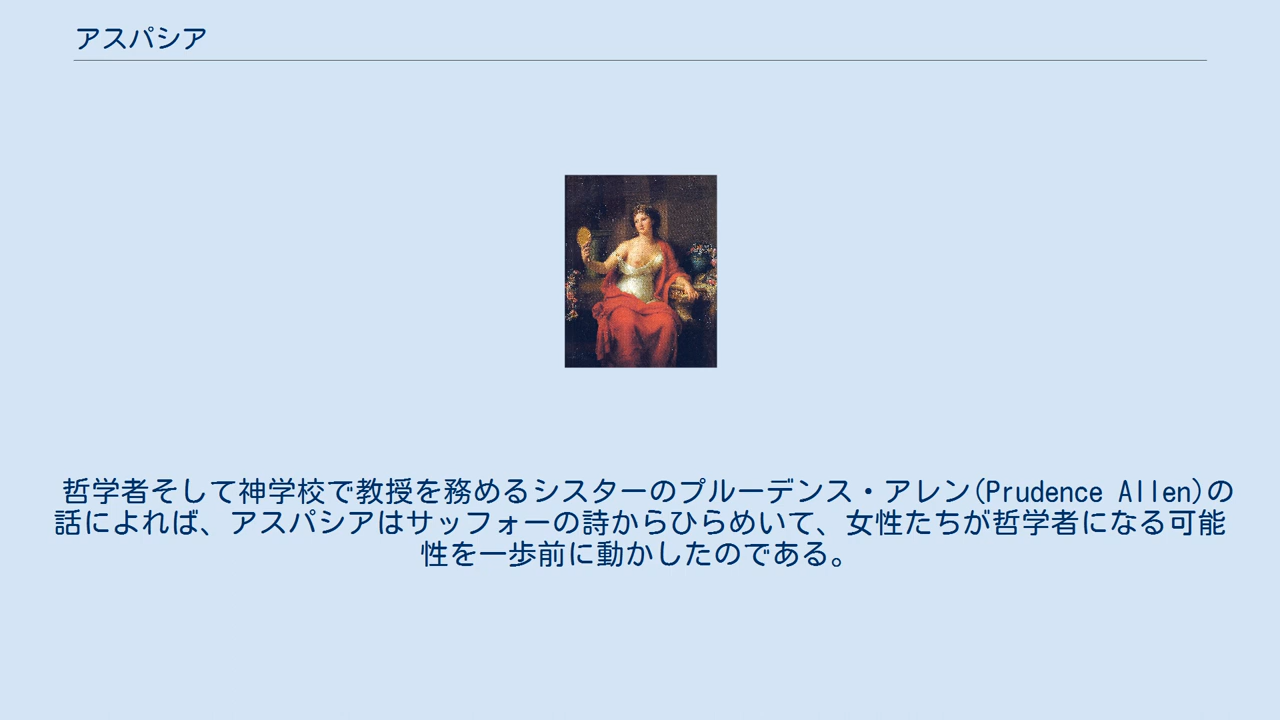 アスパシア
哲学者そして神学校で教授を務めるシスターのプルーデンス・アレン(Prudence Allen)の
話によれば、アスパシアはサッフォーの詩からひらめいて、女性たちが哲学者になる可能
性を一歩前に動かしたのである。